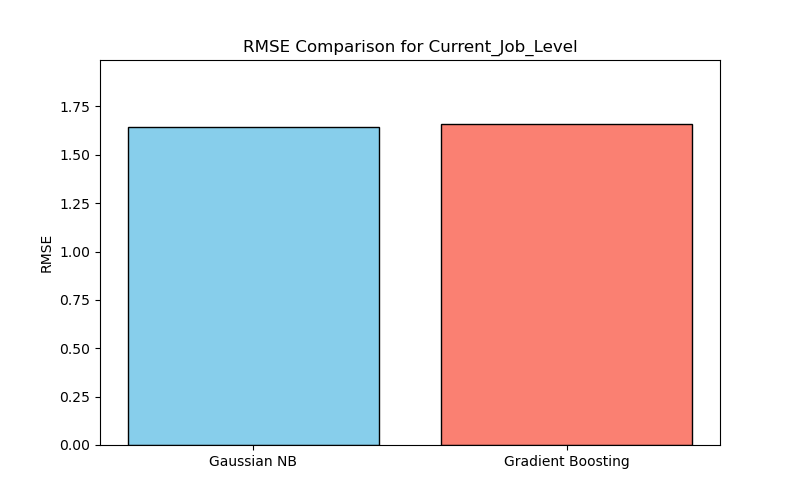 RMSE Comparison for Current_Job_Level
1.75
1.50
1.25
1.00
0.75
0.50
0.25
0.00
RMSE
Gaussian NB
Gradient Boosting